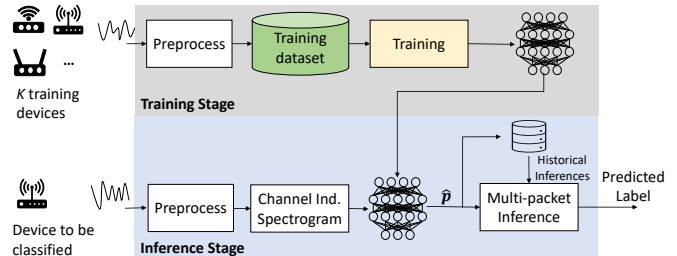 Preprocess
Training
dataset
Training
...
K training
devices
Training Stage
Historical
Inferences
Predicted
Label
Preprocess
Channel Ind.
Spectrogram
p̂
Multi-packet
Inference
Device to be
classified
Inference Stage